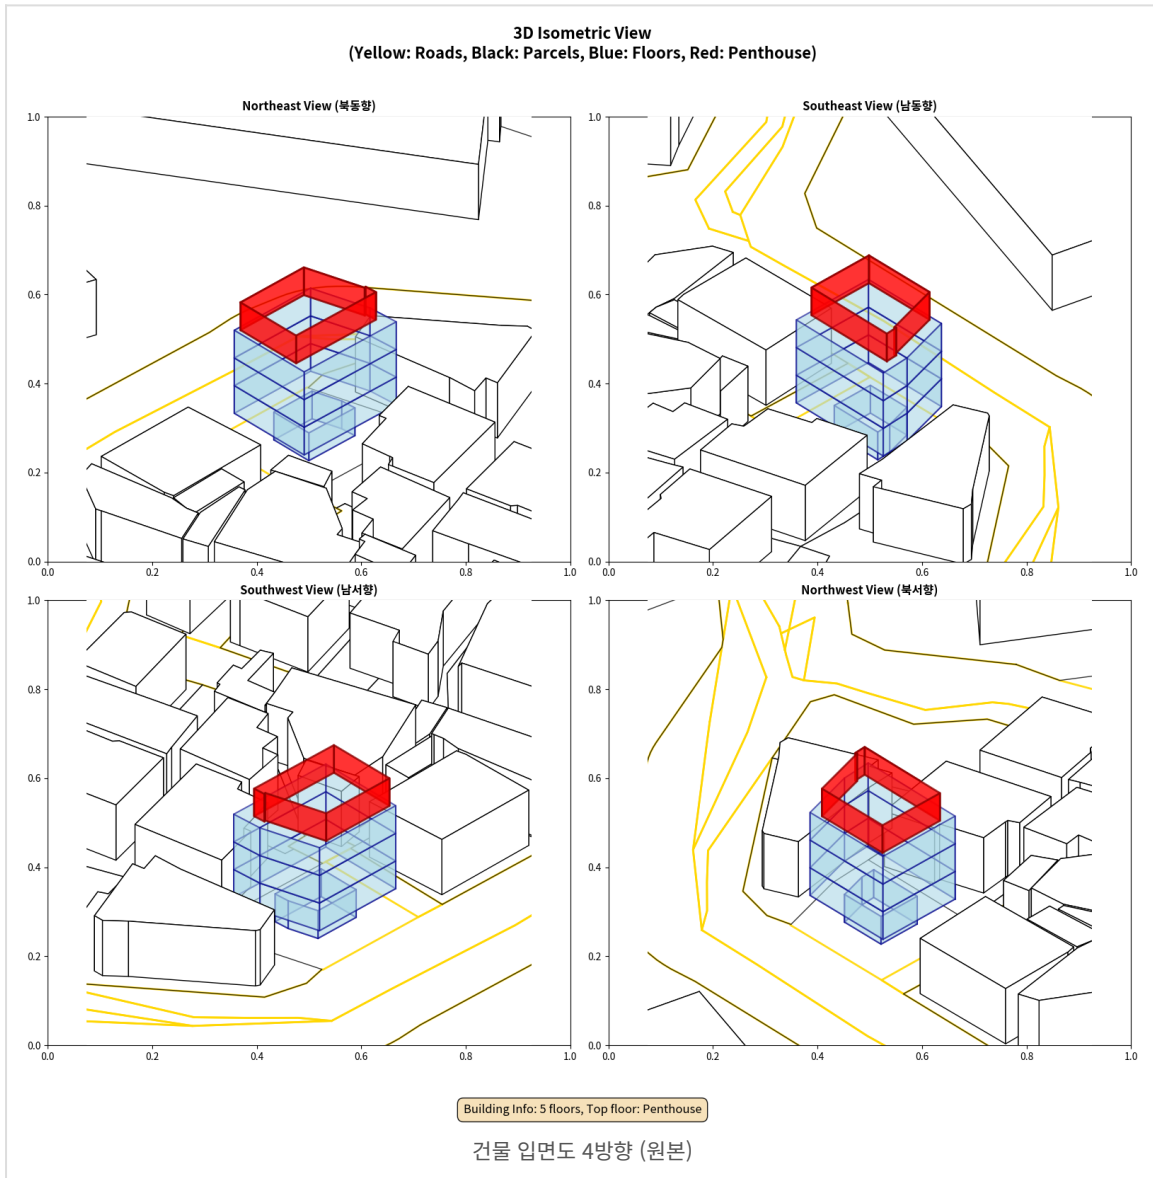 3D Isometric View
(Yellow: Roads, Black: Parcels, Blue: Floors, Red: Penthouse)
Northeast View (북동향)
1.0
0.8
0.6
0.4
0.2
0.0
0.0 0.2 0.4 0.6 0.8 1.0
Southeast View (남동향)
1.0
0.8
0.6
0.4
0.2
0.0
0.0 0.2 0.4 0.6 0.8 1.0
Southwest View (남서향)
1.0
0.8
0.6
0.4
0.2
0.0
0.0 0.2 0.4 0.6 0.8 1.0
Northwest View (북서향)
1.0
0.8
0.6
0.4
0.2
0.0
0.0 0.2 0.4 0.6 0.8 1.0
Building Info: 5 floors, Top floor: Penthouse
건물 입면도 4방향 (원본)